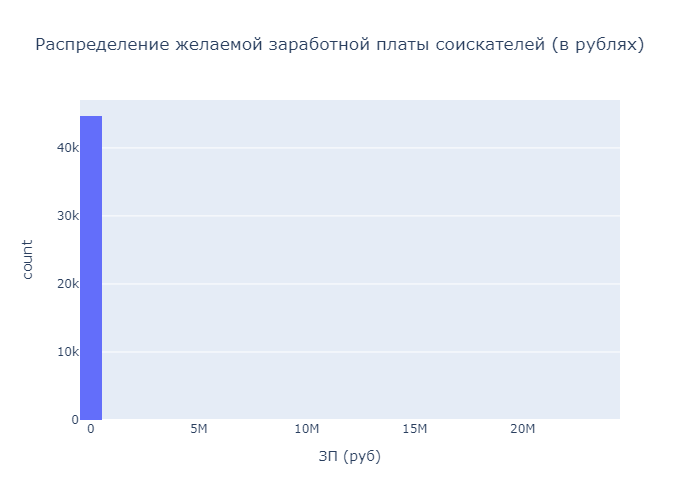 Распределение желаемой заработной платы соискателей (в рублях)
count
40k
30k
20k
10k
0
0 5M 10M 15M 20M
ЗП (руб)